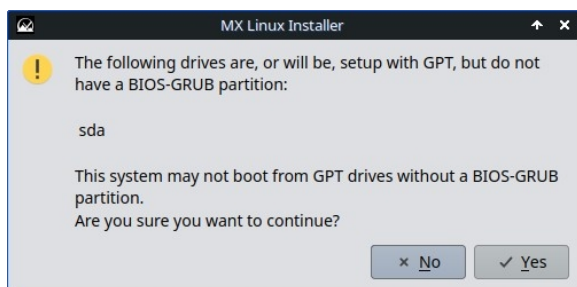 MX Linux Installer
The following drives are, or will be, setup with GPT, but do not
have a BIOS-GRUB partition:
sda
This system may not boot from GPT drives without a BIOS-GRUB
partition.
Are you sure you want to continue?
No
Yes